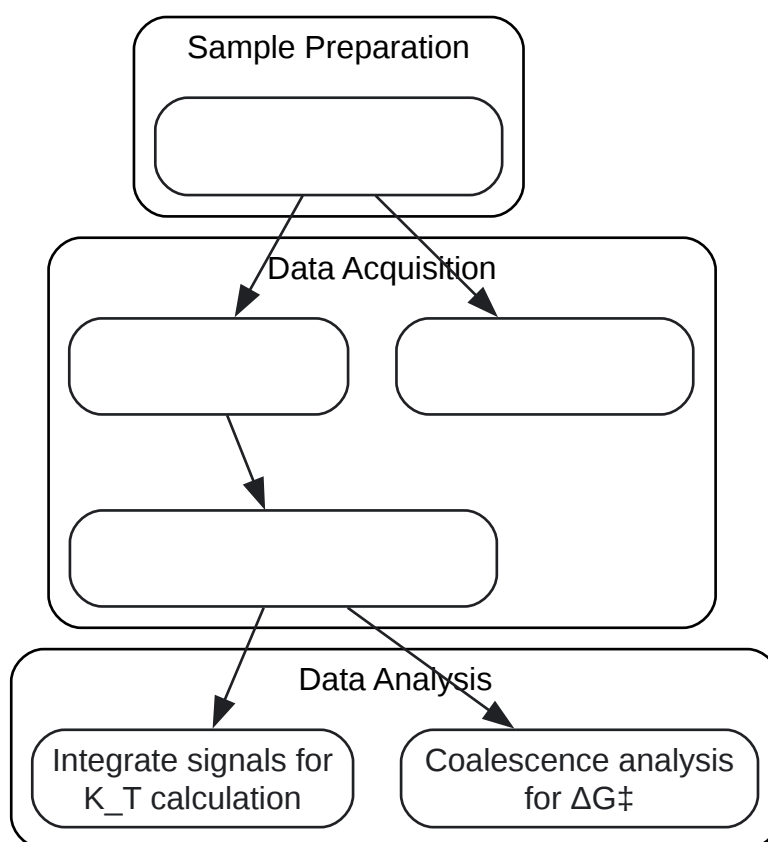 Sample Preparation
Data Acquisition
Data Analysis
Integrate signals for
K_T calculation
Coalescence analysis
for ΔG‡